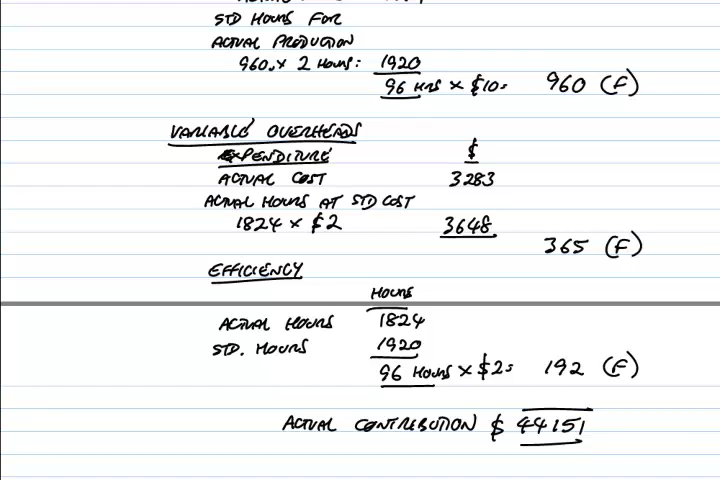 STD HOURS FOR
ACTUAL PRODUCTION
960 x 2 HOURS: 1920
96 HRS x $10= 960 (F)
VARIABLE OVERHEADS
EXPENDITURE $
ACTUAL COST 3283
ACTUAL HOURS AT STD COST
1824 x $2 3648
365 (F)
EFFICIENCY
HOURS
ACTUAL HOURS 1824
STD. HOURS 1920
96 HOURS x $2= 192 (F)
ACTUAL CONTRIBUTION $ 44151